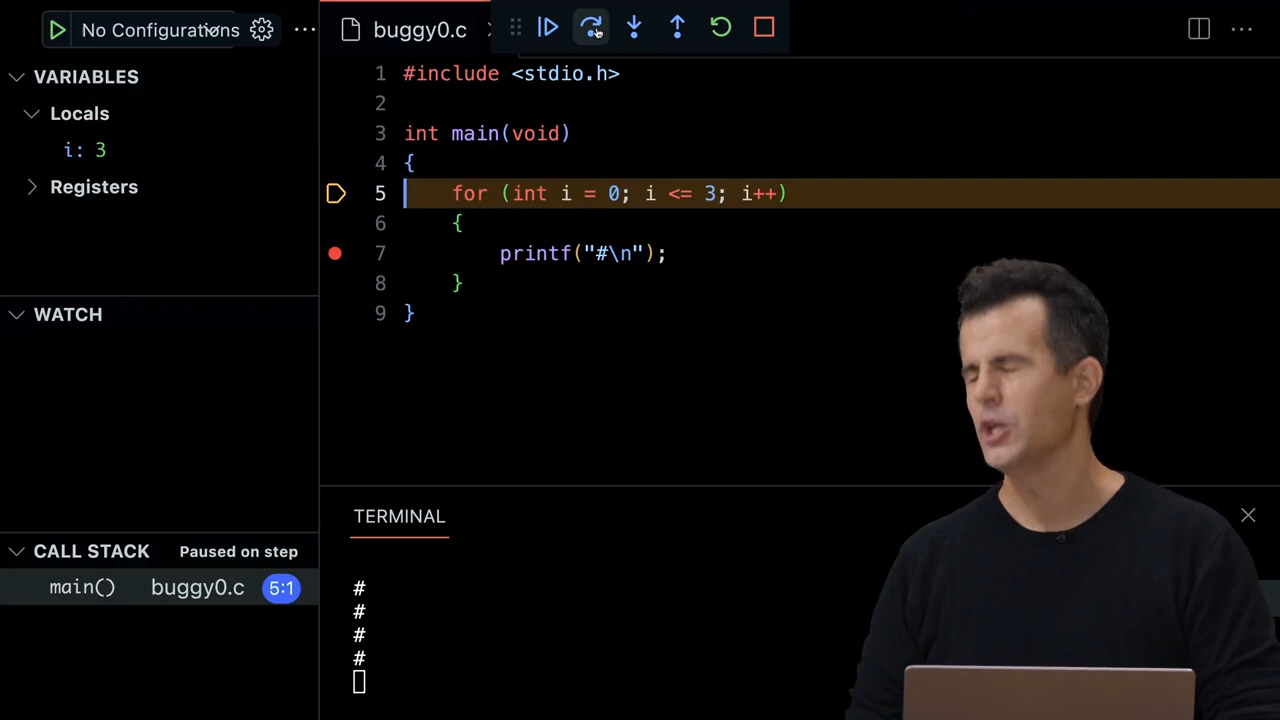 No Configurations
buggy0.c
VARIABLES
Locals
i: 3
Registers
WATCH
CALL STACK Paused on step
main() buggy0.c 5:1
1 #include <stdio.h>
2
3 int main(void)
4 {
5 for (int i = 0; i <= 3; i++)
6 {
7 printf("#\n");
8 }
9 }
TERMINAL
#
#
#
#